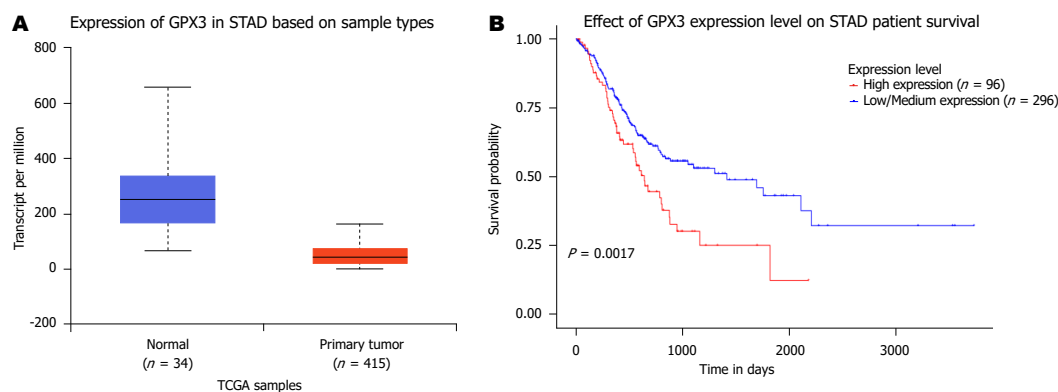 A
Expression of GPX3 in STAD based on sample types
Transcript per million
800
600
400
200
0
-200
Normal
(n = 34)
Primary tumor
(n = 415)
TCGA samples
B
Effect of GPX3 expression level on STAD patient survival
Survival probability
1.00
0.75
0.50
0.25
0.00
Expression level
High expression (n = 96)
Low/Medium expression (n = 296)
P = 0.0017
0
1000
2000
3000
Time in days